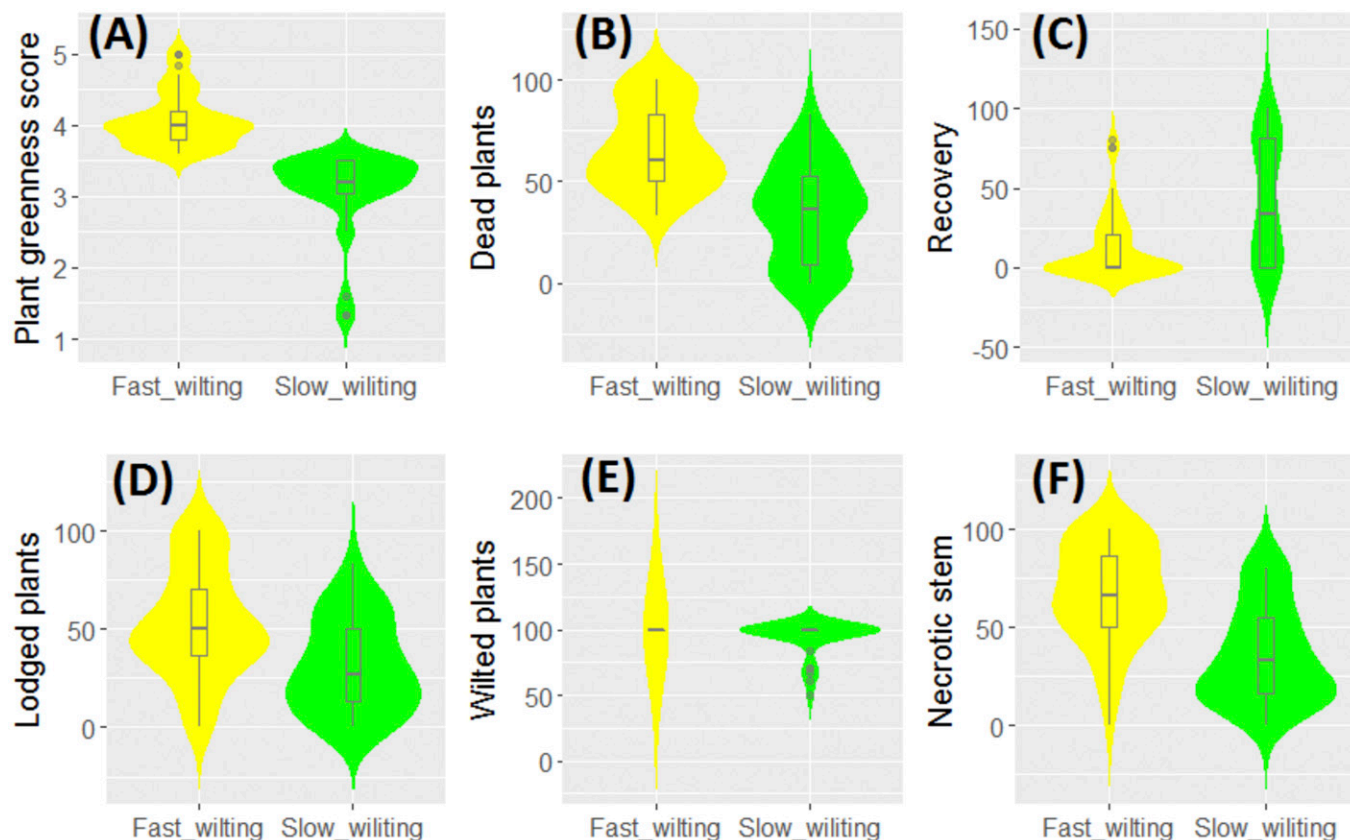 (A)
Plant greenness score
5
4
3
2
1
Fast_wilting Slow_wiliting
(B)
Dead plants
100
50
0
Fast_wilting Slow_wiliting
(C)
Recovery
150
100
50
0
-50
Fast_wilting Slow_wiliting
(D)
Lodged plants
100
50
0
Fast_wilting Slow_wiliting
(E)
Wilted plants
200
150
100
50
0
Fast_wilting Slow_wiliting
(F)
Necrotic stem
100
50
0
Fast_wilting Slow_wiliting